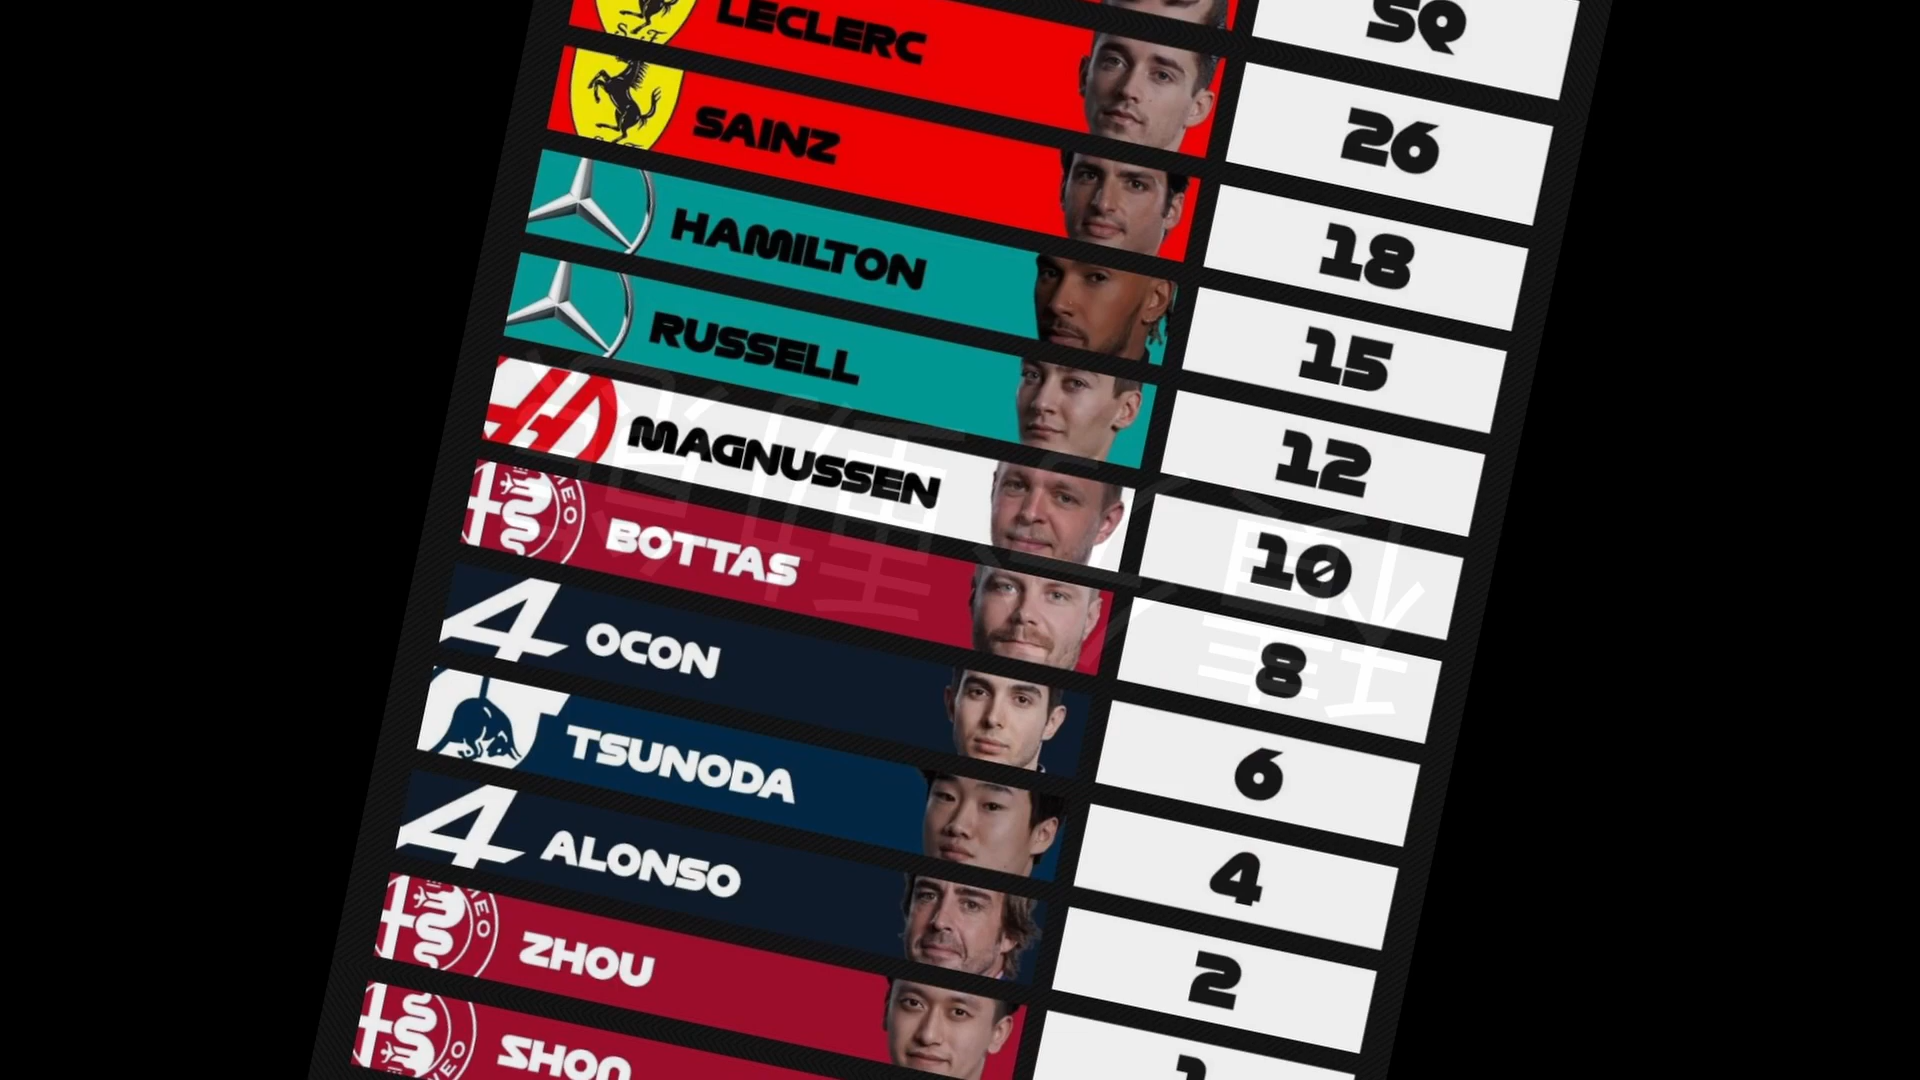 LECLERC 26
SAINZ 18
HAMILTON 15
RUSSELL 12
MAGNUSSEN 10
BOTTAS 8
OCON 6
TSUNODA 4
ALONSO 2
ZHOU 1